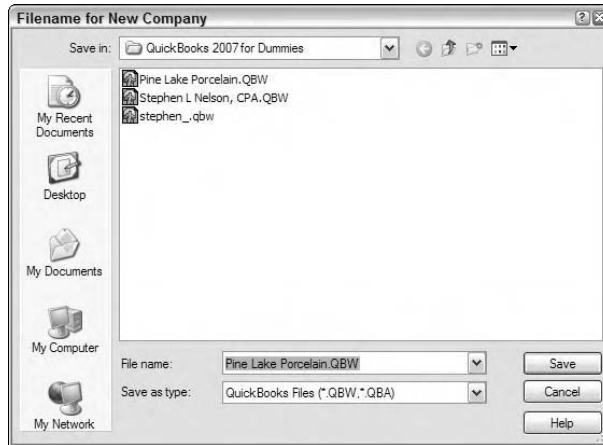 Filename for New Company
Save in: QuickBooks 2007 for Dummies
Pine Lake Porcelain.QBW
Stephen L Nelson, CPA.QBW
stephen_.qbw
My Recent
Documents
Desktop
My Documents
My Computer
My Network
File name: Pine Lake Porcelain.QBW Save
Save as type: QuickBooks Files (*.QBW,*.QBA) Cancel
Help